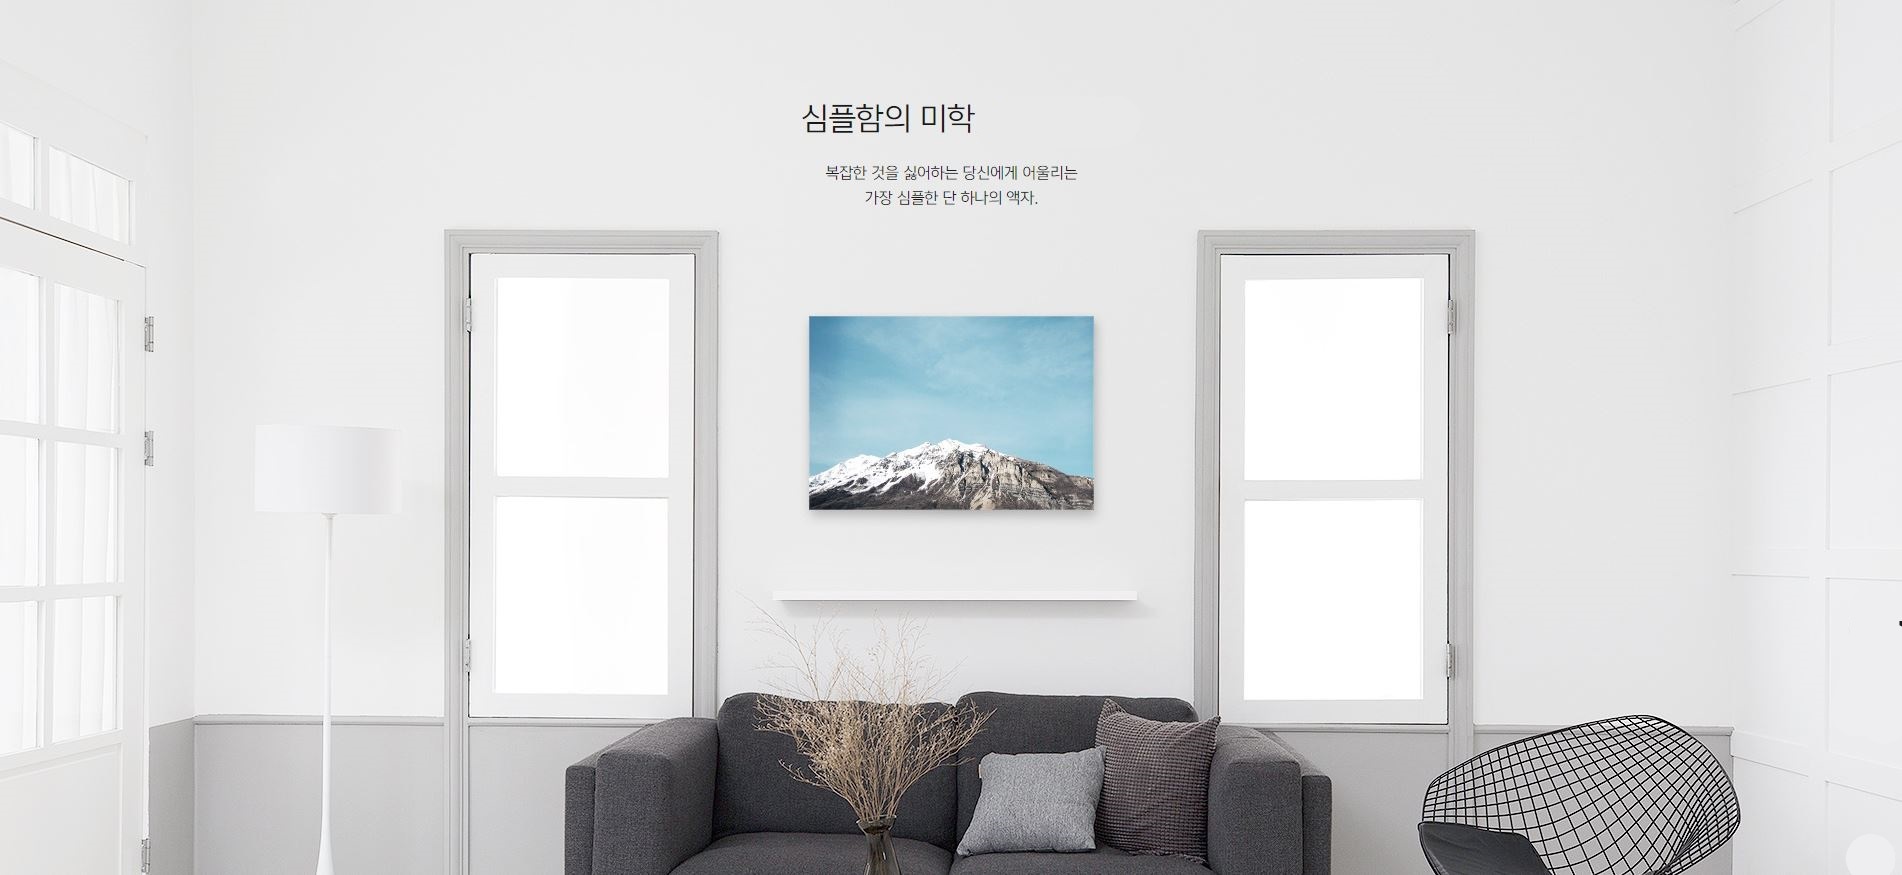 심플함의 미학
복잡한 것을 싫어하는 당신에게 어울리는
가장 심플한 단 하나의 액자.